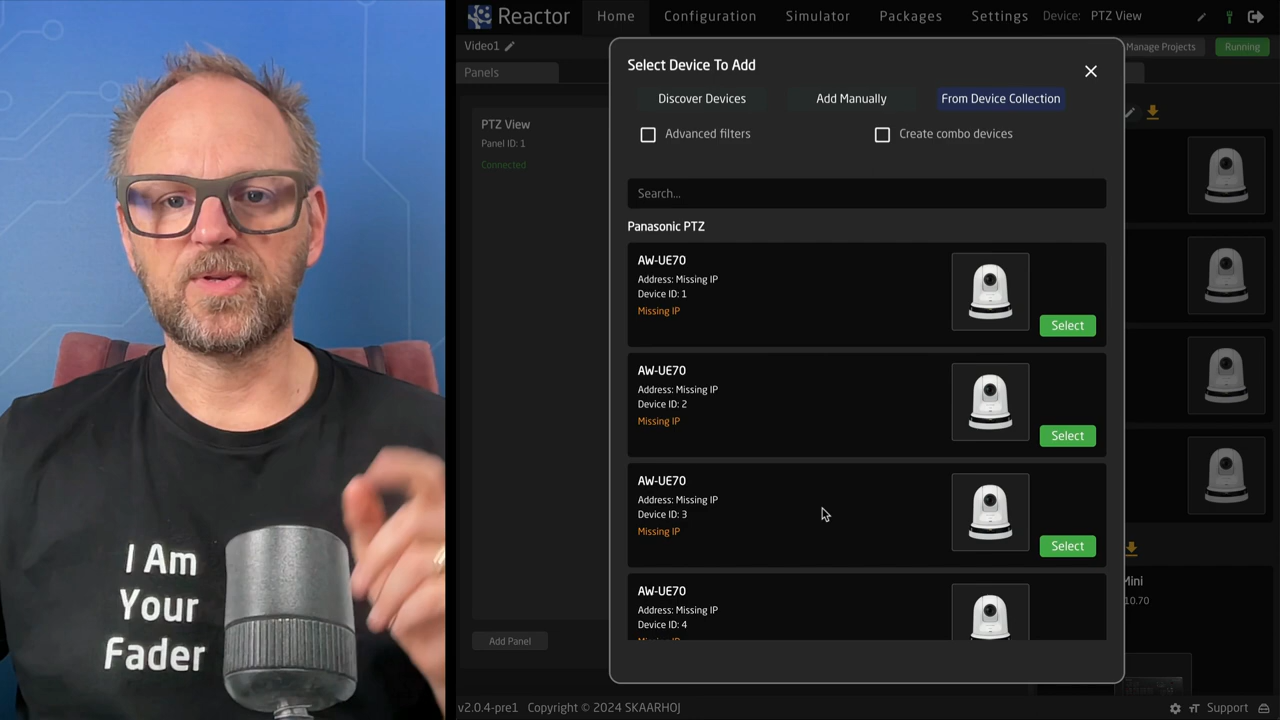 Reactor
Home
Configuration
Simulator
Packages
Settings
Device: PTZ View
Video1
Manage Projects
Running
Panels
PTZ View
Panel ID: 1
Connected
Add Panel
Select Device To Add
Discover Devices
Add Manually
From Device Collection
Advanced filters
Create combo devices
Search...
Panasonic PTZ
AW-UE70
Address: Missing IP
Device ID: 1
Missing IP
Select
AW-UE70
Address: Missing IP
Device ID: 2
Missing IP
Select
AW-UE70
Address: Missing IP
Device ID: 3
Missing IP
Select
AW-UE70
Address: Missing IP
Device ID: 4
Missing IP
Mini
10.70
I Am
Your
Fader
v2.0.4-pre1 Copyright © 2024 SKAARHOJ
Support